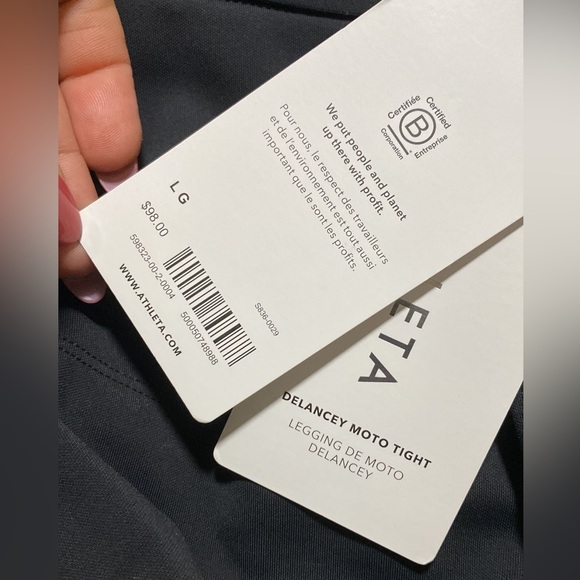 Certifiée
Certified
B
Corporation
Entreprise
We put people and planet
up there with profit.
Pour nous, le respect des travailleurs
et de l'environnement est tout aussi
important que le sont les profits.
LG
$98.00
598323-00-2-0004
500050748988
S836-0029
WWW.ATHLETA.COM
ETA
DELANCEY MOTO TIGHT
LEGGING DE MOTO
DELANCEY